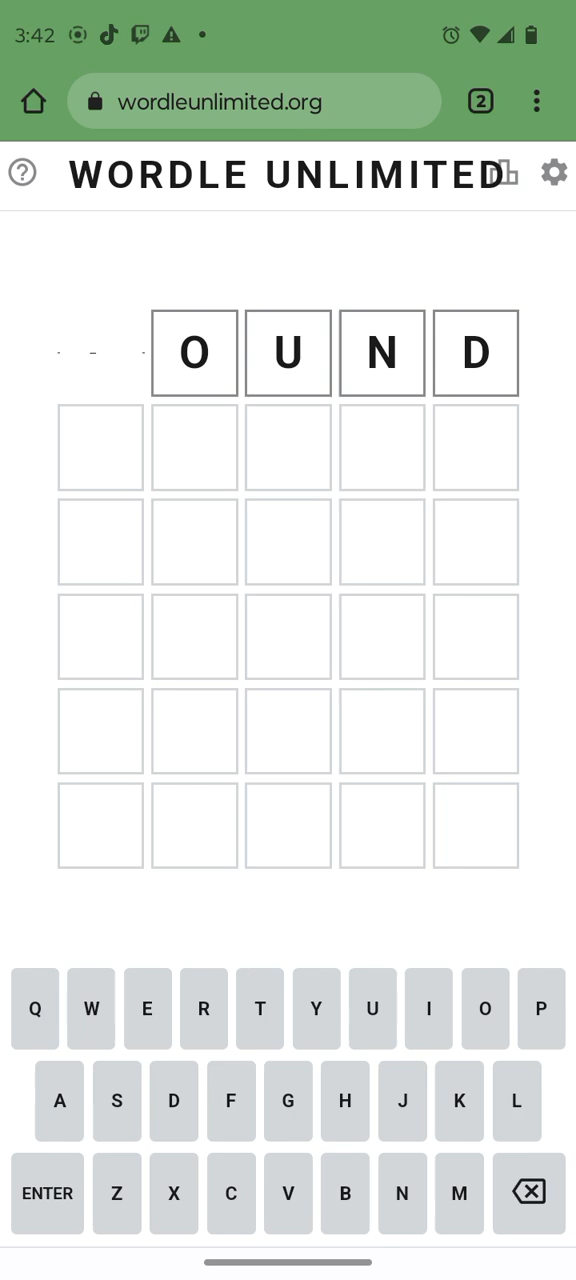 3:42
wordleunlimited.org 2
WORDLE UNLIMITED
O U N D
Q W E R T Y U I O P
A S D F G H J K L
ENTER Z X C V B N M